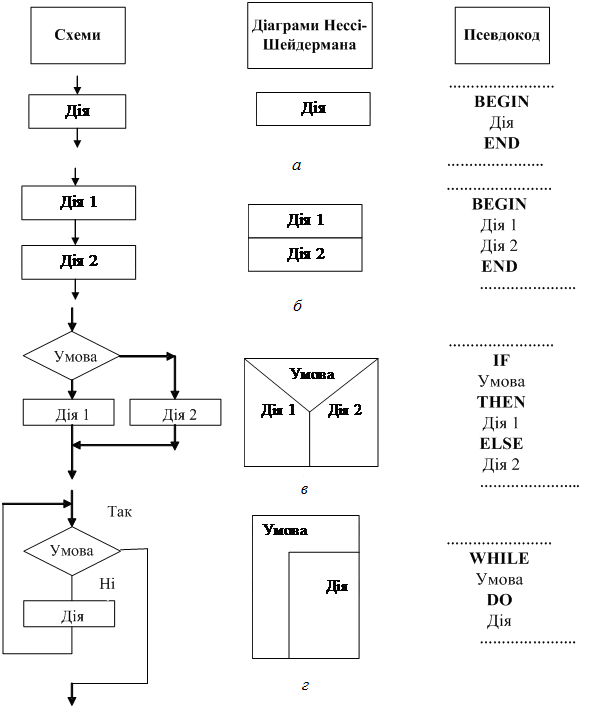 Схеми
Діаграми Нессі-
Шейдермана
Псевдокод
Дія
Дія
………………….…
BEGIN
Дія
END
………………….
а
Дія 1
Дія 2
Дія 1
Дія 2
…………………….
BEGIN
Дія 1
Дія 2
END
………………….
б
Умова
Дія 1
Дія 2
Умова
Дія 1
Дія 2
…………………….
IF
Умова
THEN
Дія 1
ELSE
Дія 2
…………………..
в
Так
Умова
Ні
Дія
Умова
Дія
…………………….
WHILE
Умова
DO
Дія
………………….
г